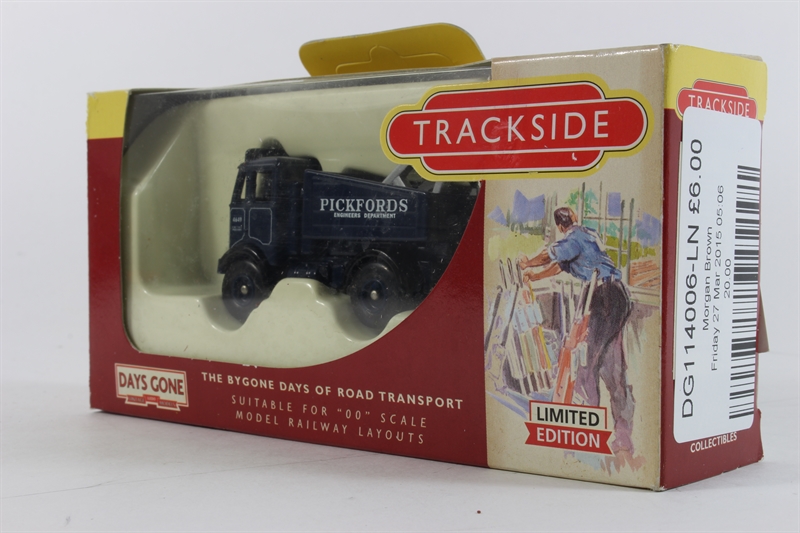 TRACKSIDE
PICKFORDS
ENGINEERS DEPARTMENT
DAYS GONE
THE BYGONE DAYS OF ROAD TRANSPORT
SUITABLE FOR "00" SCALE
MODEL RAILWAY LAYOUTS
LIMITED
EDITION
TRACKSIDE
DG114006-LN £6.00
Morgan Brown
Friday 27 Mar 2015 05:06
20.00
COLLECTIBLES